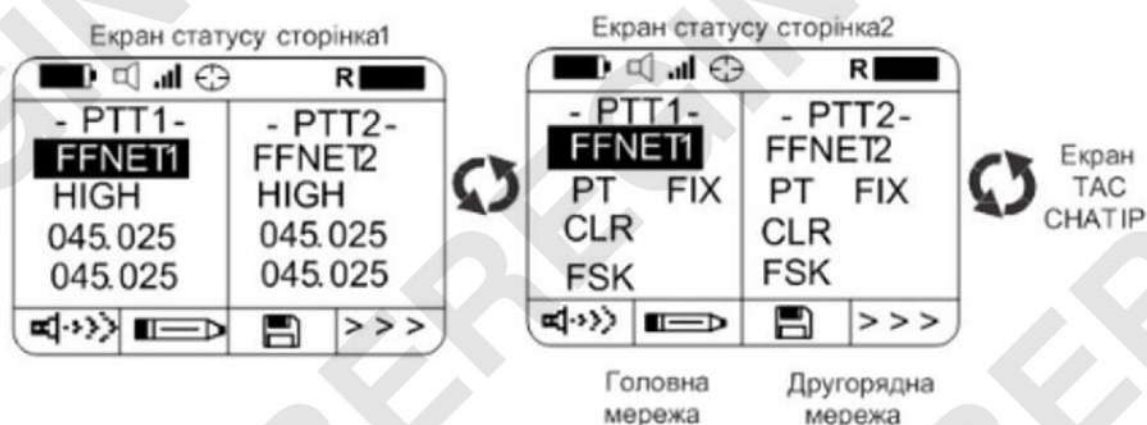 Екран статусу сторінка1
R
- PTT1-
FFNET1
HIGH
045.025
045.025
- PTT2-
FFNET2
HIGH
045.025
045.025
> > >
Екран статусу сторінка2
R
- PTT1-
FFNET1
PT FIX
CLR
FSK
- PTT2-
FFNET2
PT FIX
CLR
FSK
> > >
Головна
мережа
Другорядна
мережа
Екран
TAC
CHATIP